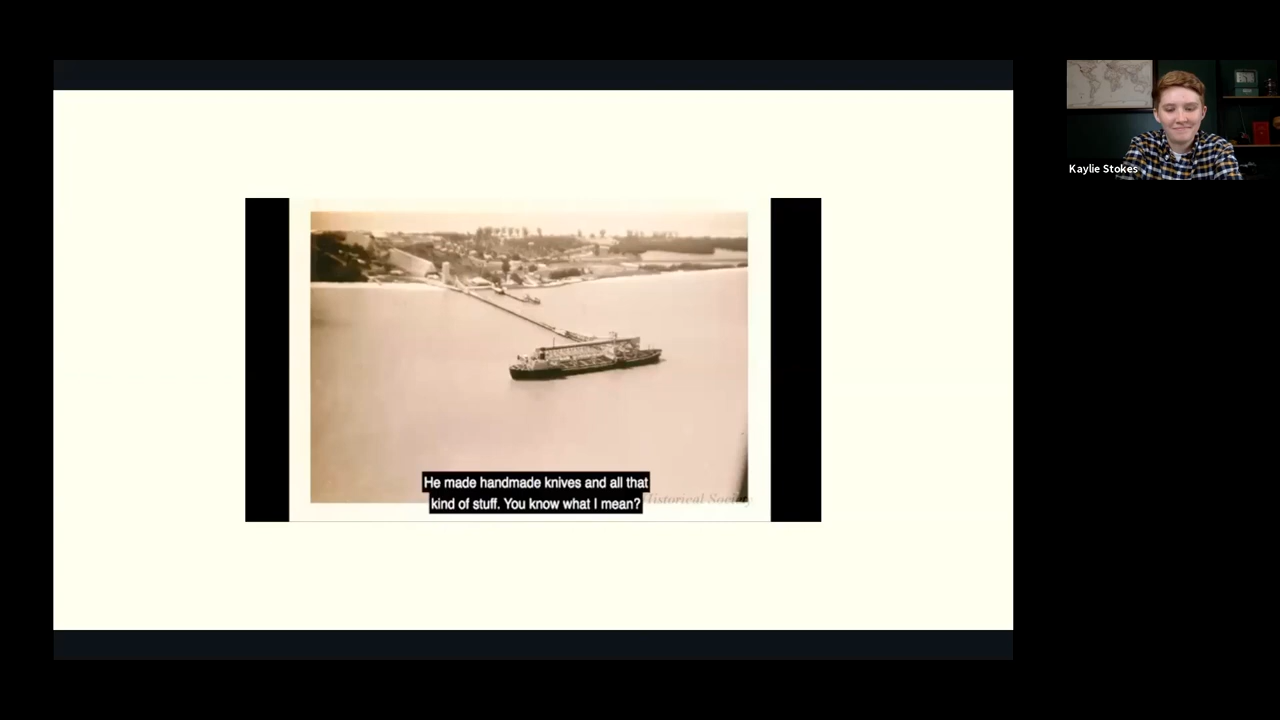 He made handmade knives and all that
kind of stuff. You know what I mean?
Historical Society
Kaylie Stokes